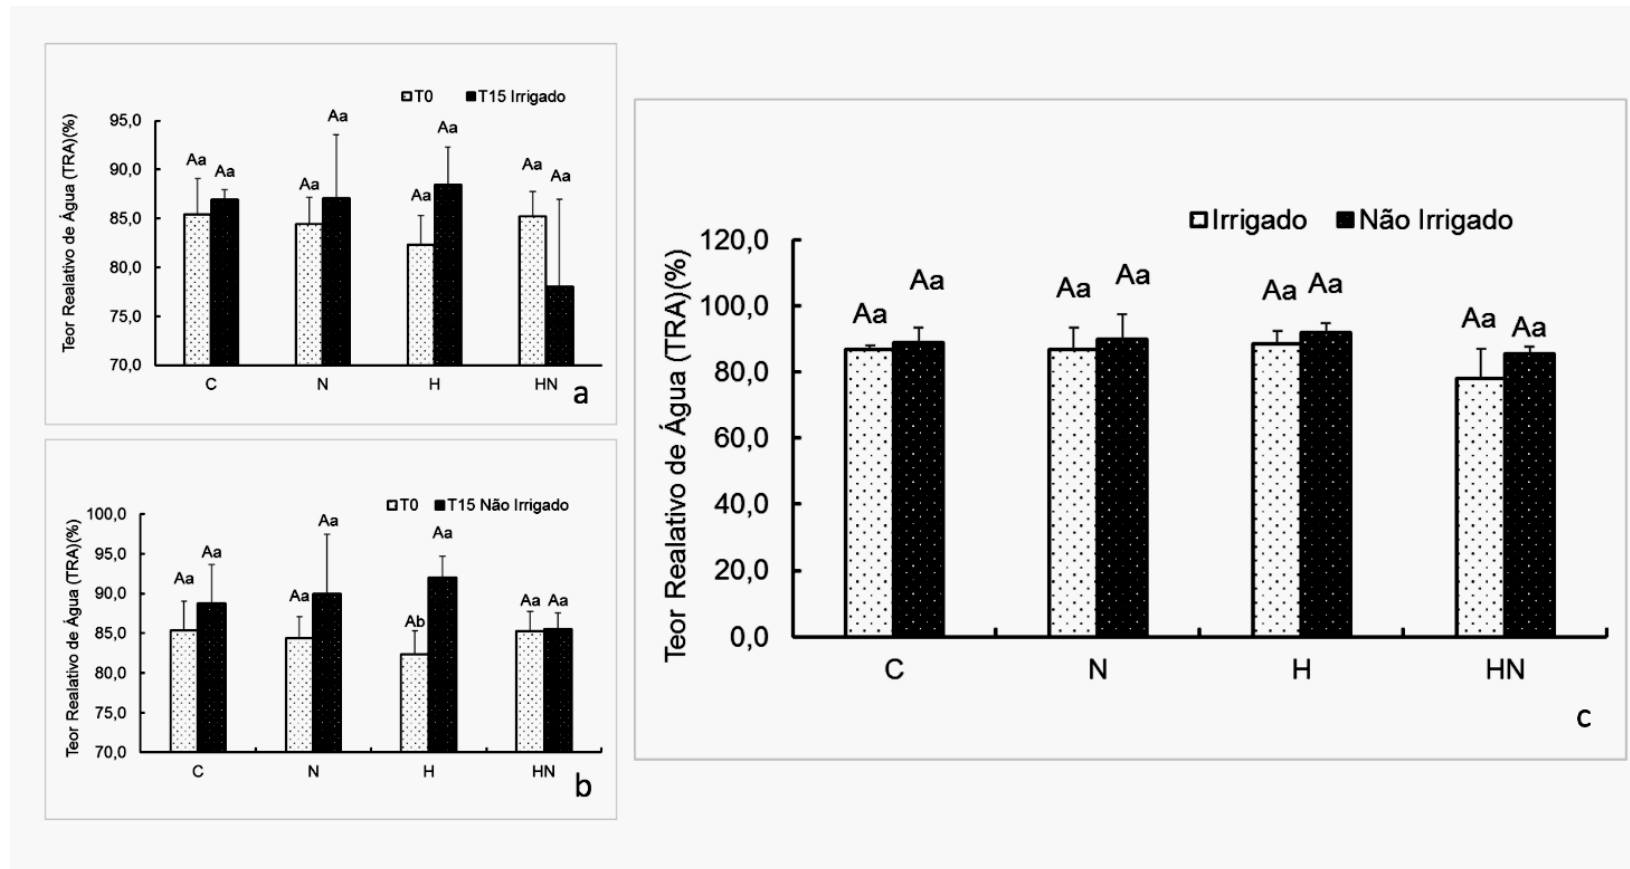 T0 T15 Irrigado
Teor Realativo de Água (TRA)(%)
95,0
90,0
85,0
80,0
75,0
70,0
Aa Aa Aa Aa Aa Aa Aa Aa
C N H HN
a
T0 T15 Não Irrigado
Teor Realativo de Água (TRA)(%)
100,0
95,0
90,0
85,0
80,0
75,0
70,0
Aa Aa Aa Aa Ab Aa Aa Aa
C N H HN
b
Irrigado Não Irrigado
Teor Realativo de Água (TRA)(%)
120,0
100,0
80,0
60,0
40,0
20,0
0,0
Aa Aa Aa Aa Aa Aa Aa Aa
C N H HN
c